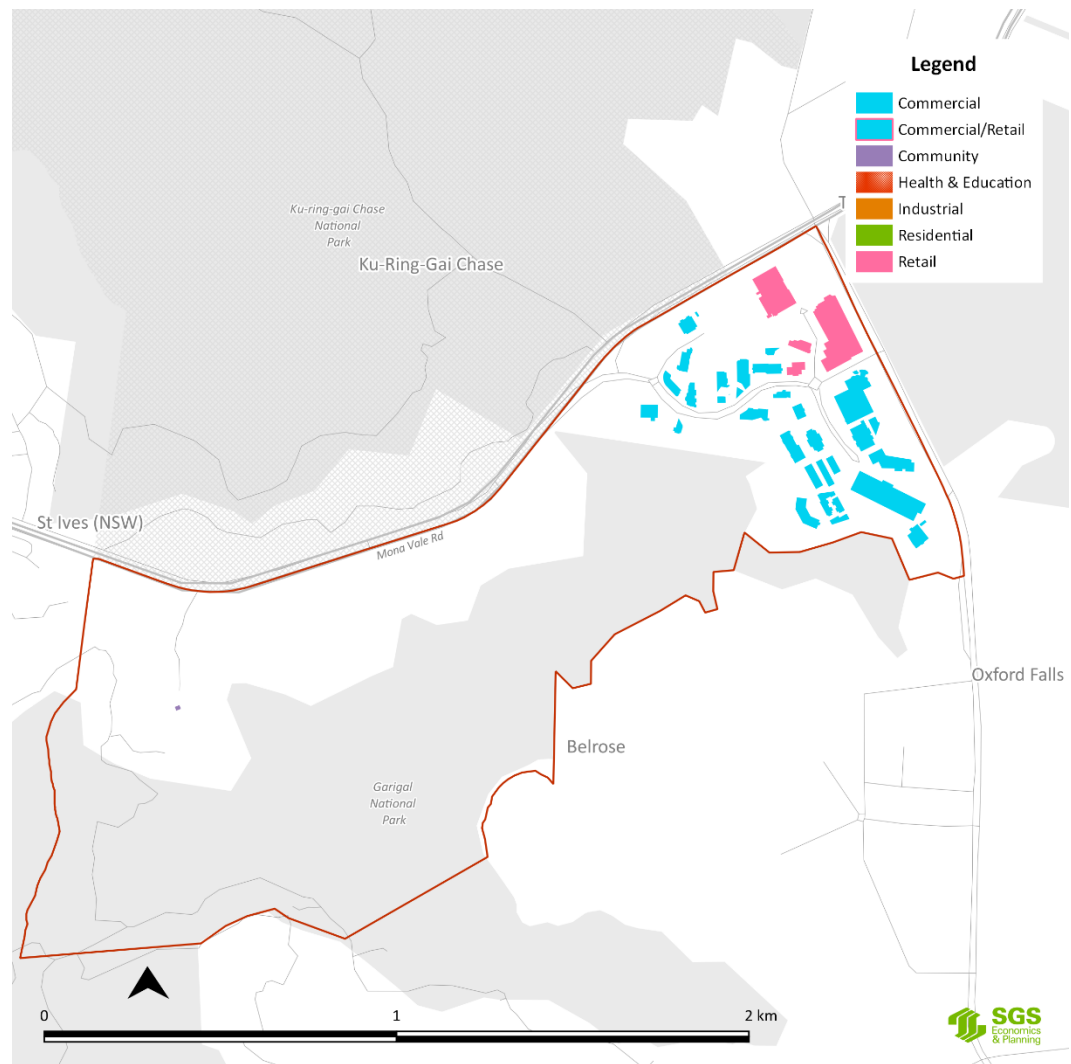 Legend
Commercial
Commercial/Retail
Community
Health & Education
Industrial
Residential
Retail
T
Ku-ring-gai Chase
National
Park
Ku-Ring-Gai Chase
St Ives (NSW)
Mona Vale Rd
Oxford Falls
Belrose
Garigal
National
Park
0
1
2 km
SGS
Economics
& Planning